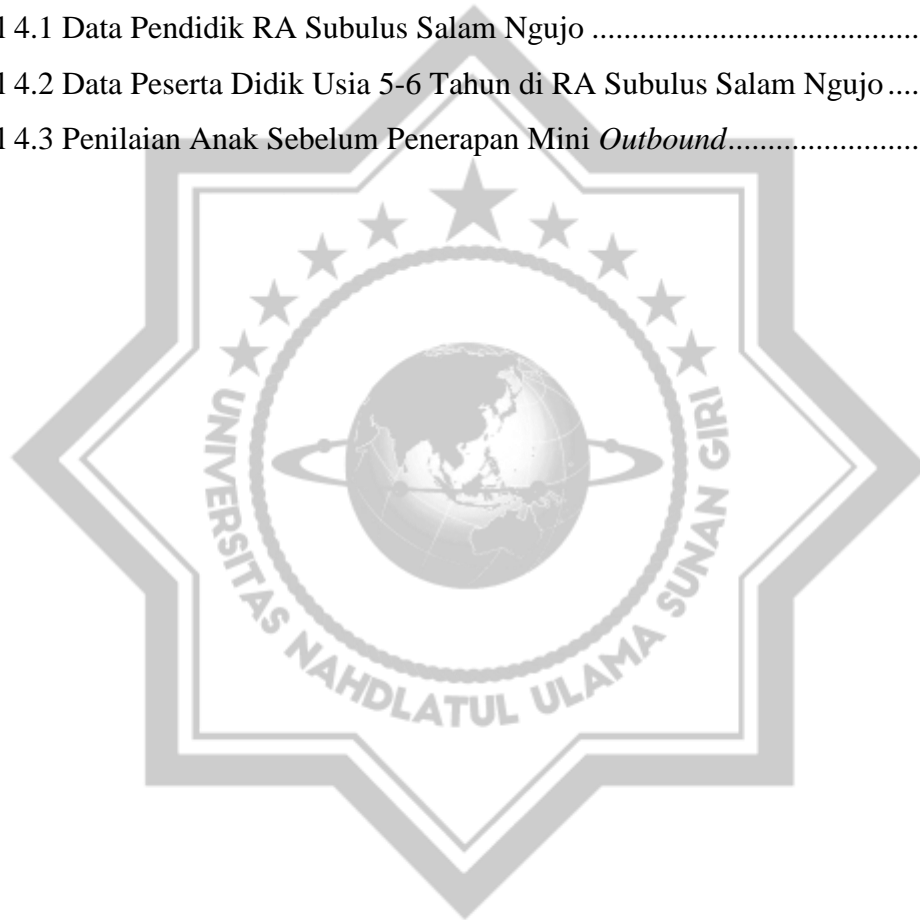 l 4.1 Data Pendidik RA Subulus Salam Ngujo .....................................
l 4.2 Data Peserta Didik Usia 5-6 Tahun di RA Subulus Salam Ngujo ....
l 4.3 Penilaian Anak Sebelum Penerapan Mini Outbound........................
UNIVERSITAS NAHDLATUL ULAMA SUNAN GIRI